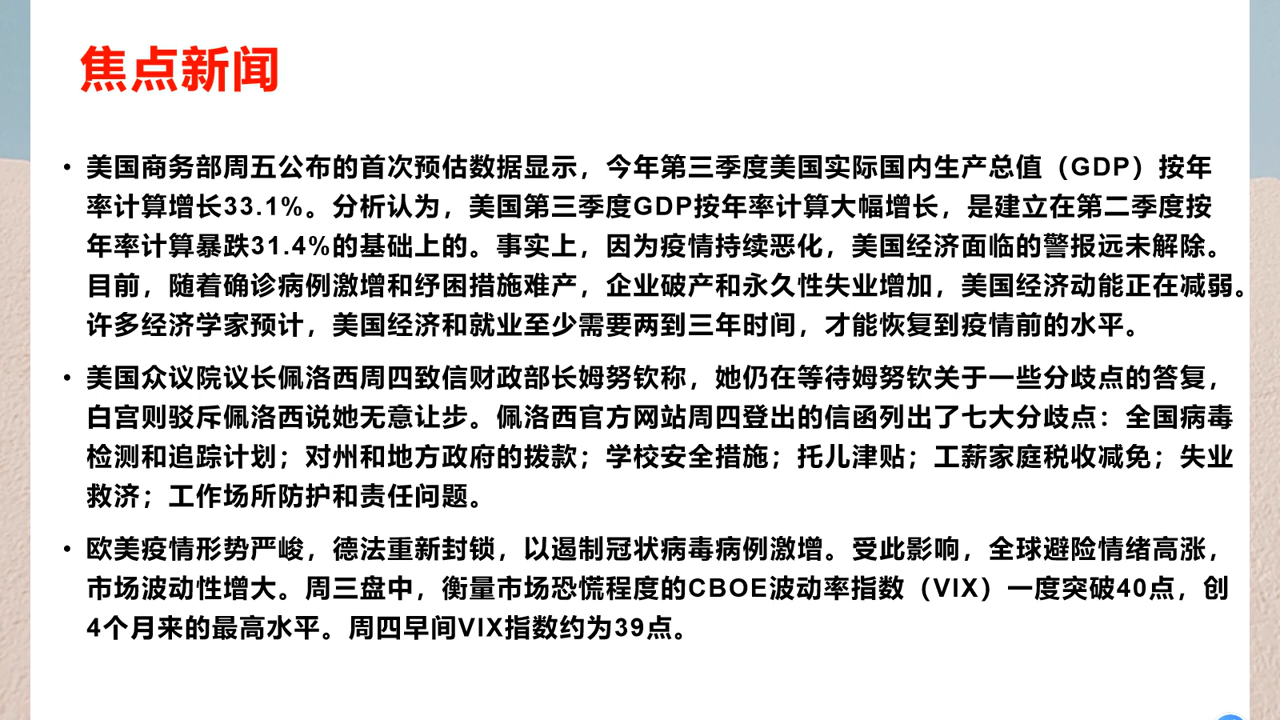 焦点新闻
• 美国商务部周五公布的首次预估数据显示，今年第三季度美国实际国内生产总值（GDP）按年
率计算增长33.1%。分析认为，美国第三季度GDP按年率计算大幅增长，是建立在第二季度按
年率计算暴跌31.4%的基础上的。事实上，因为疫情持续恶化，美国经济面临的警报远未解除。
目前，随着确诊病例激增和纾困措施难产，企业破产和永久性失业增加，美国经济动能正在减弱。
许多经济学家预计，美国经济和就业至少需要两到三年时间，才能恢复到疫情前的水平。
• 美国众议院议长佩洛西周四致信财政部长姆努钦称，她仍在等待姆努钦关于一些分歧点的答复，
白宫则驳斥佩洛西说她无意让步。佩洛西官方网站周四登出的信函列出了七大分歧点：全国病毒
检测和追踪计划；对州和地方政府的拨款；学校安全措施；托儿津贴；工薪家庭税收减免；失业
救济；工作场所防护和责任问题。
• 欧美疫情形势严峻，德法重新封锁，以遏制冠状病毒病例激增。受此影响，全球避险情绪高涨，
市场波动性增大。周三盘中，衡量市场恐慌程度的CBOE波动率指数（VIX）一度突破40点，创
4个月来的最高水平。周四早间VIX指数约为39点。